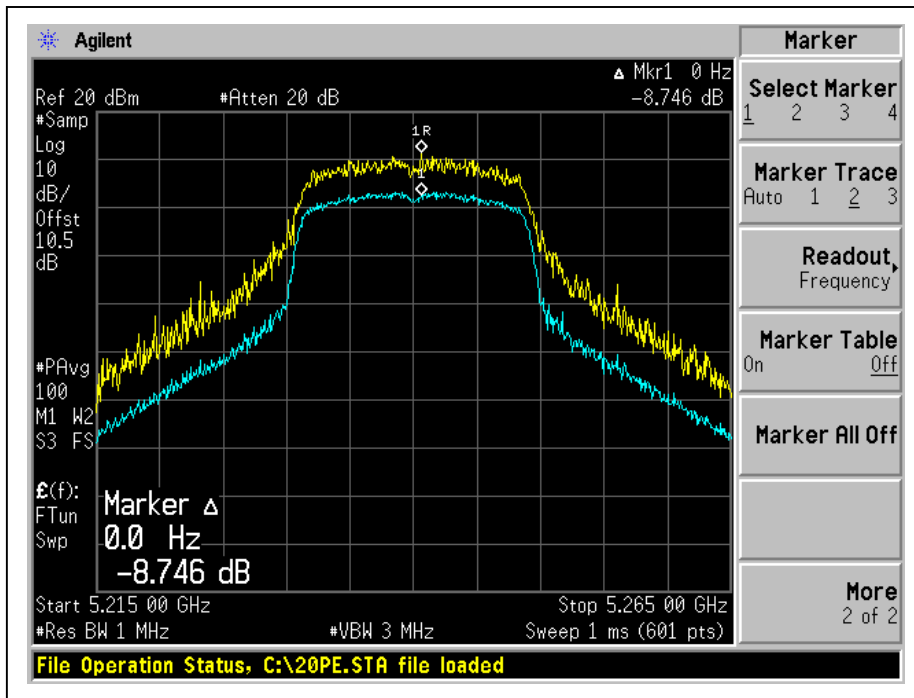 Agilent
Marker
Δ Mkr1 0 Hz
Ref 20 dBm #Atten 20 dB -8.746 dB
#Samp
Log
10
dB/
Offst
10.5
dB
1R
1
#PAvg
100
M1 W2
S3 FS
£(f):
FTun
Swp
Marker Δ
0.0 Hz
-8.746 dB
Start 5.215 00 GHz Stop 5.265 00 GHz
#Res BW 1 MHz #VBW 3 MHz Sweep 1 ms (601 pts)
File Operation Status, C:\20PE.STA file loaded
Select Marker
1 2 3 4
Marker Trace
Auto 1 2 3
Readout
Frequency
Marker Table
On Off
Marker All Off
More
2 of 2